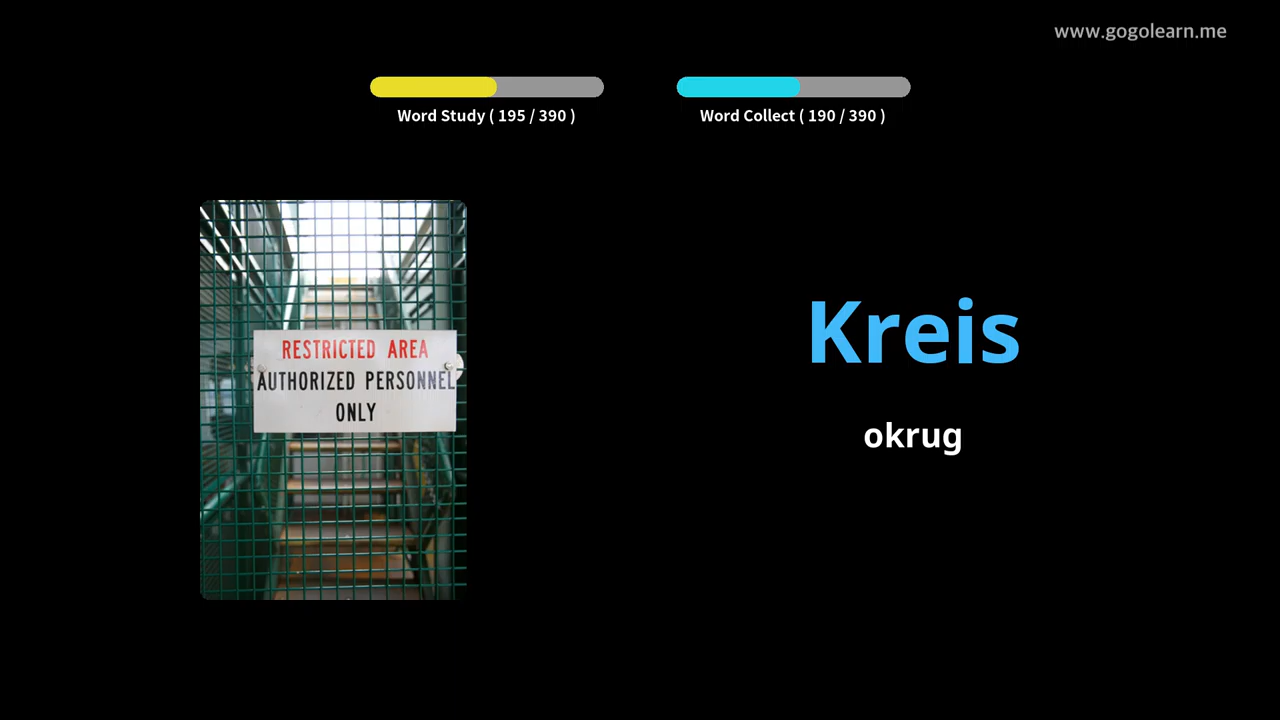 www.gogolearn.me
Word Study ( 195 / 390 )
Word Collect ( 190 / 390 )
RESTRICTED AREA
AUTHORIZED PERSONNEL
ONLY
Kreis
okrug